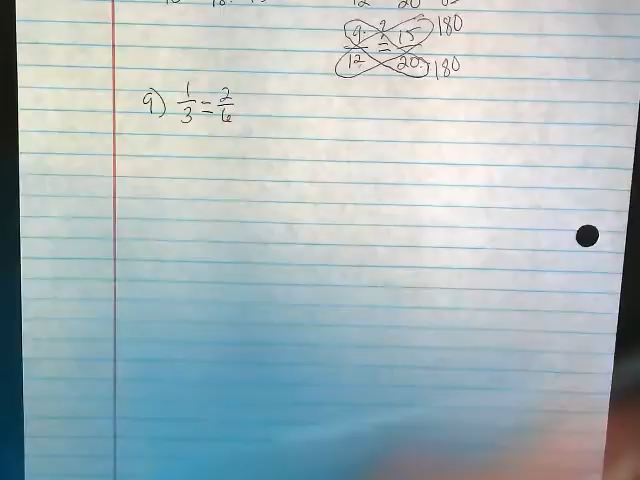 9/12 ?= 15/20 180
180
9) 1/3 = 2/6